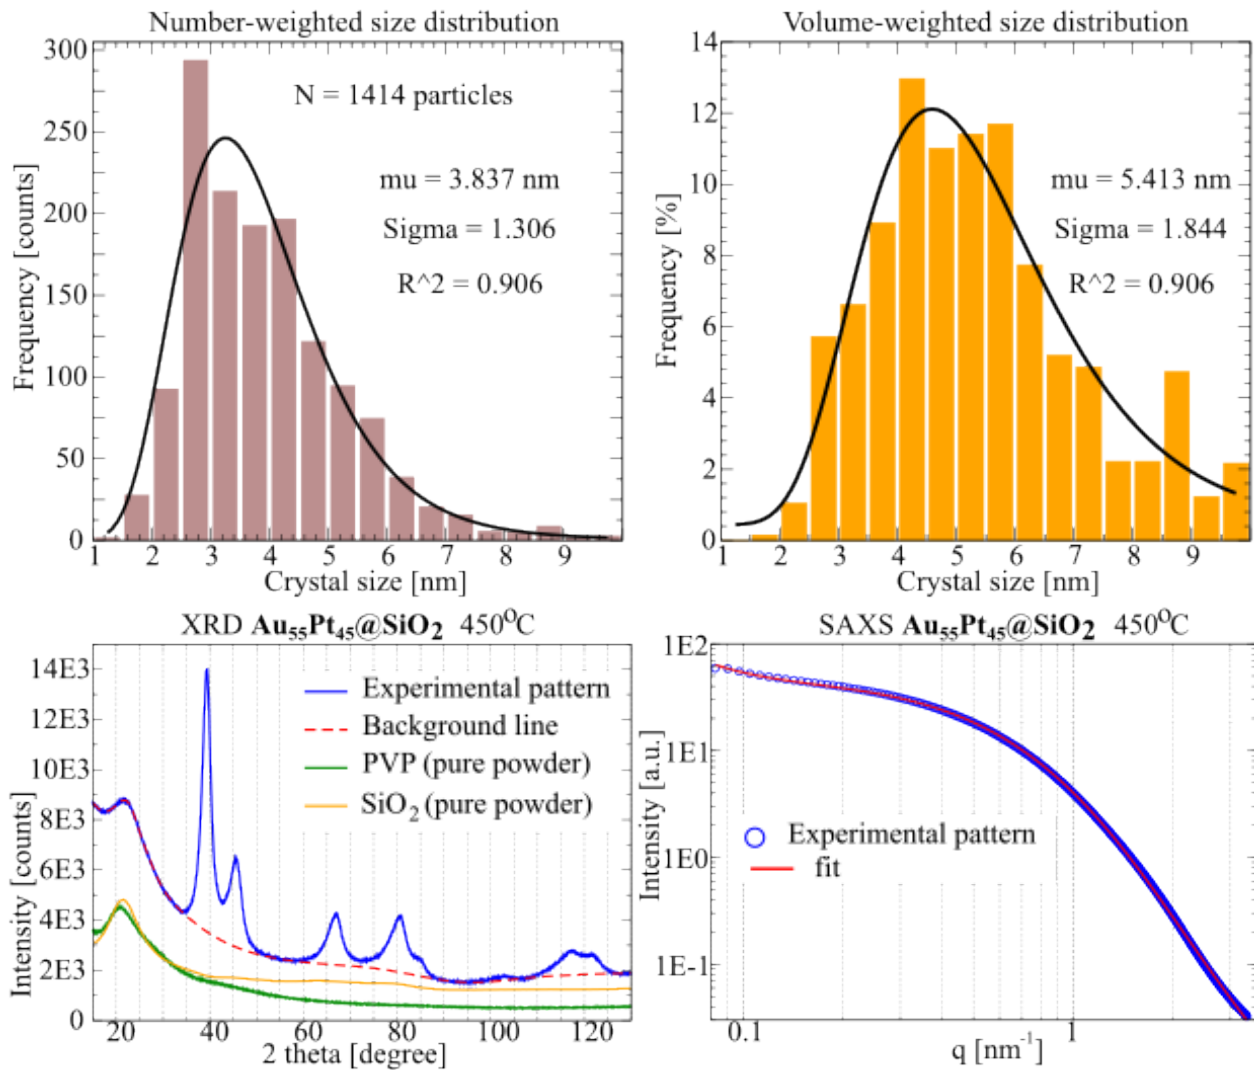 Number-weighted size distribution
300
250
200
150
100
50
0
Frequency [counts]
N = 1414 particles
mu = 3.837 nm
Sigma = 1.306
R^2 = 0.906
1 2 3 4 5 6 7 8 9
Crystal size [nm]
Volume-weighted size distribution
14
12
10
8
6
4
2
0
Frequency [%]
mu = 5.413 nm
Sigma = 1.844
R^2 = 0.906
1 2 3 4 5 6 7 8 9
Crystal size [nm]
XRD Au₅₅Pt₄₅@SiO₂ 450⁰C
14E3
12E3
10E3
8E3
6E3
4E3
2E3
0
Intensity [counts]
Experimental pattern
Background line
PVP (pure powder)
SiO₂ (pure powder)
20 40 60 80 100 120
2 theta [degree]
SAXS Au₅₅Pt₄₅@SiO₂ 450⁰C
1E2
1E1
1E0
1E-1
Intensity [a.u.]
Experimental pattern
fit
0.1 1
q [nm⁻¹]